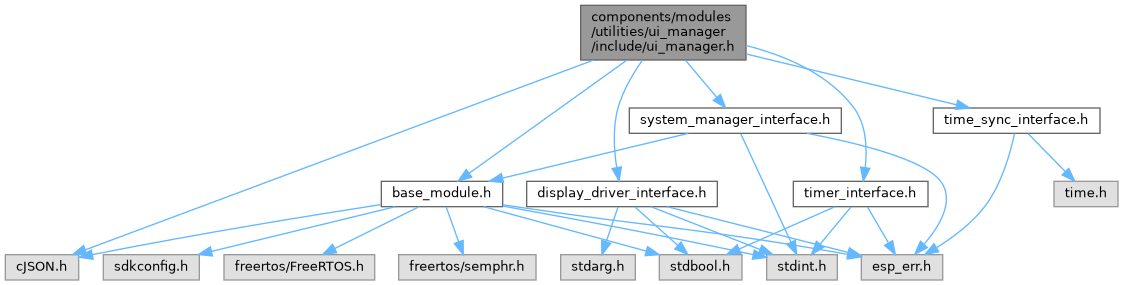 components/modules
/utilities/ui_manager
/include/ui_manager.h
system_manager_interface.h
time_sync_interface.h
base_module.h
display_driver_interface.h
timer_interface.h
time.h
cJSON.h
sdkconfig.h
freertos/FreeRTOS.h
freertos/semphr.h
stdarg.h
stdbool.h
stdint.h
esp_err.h